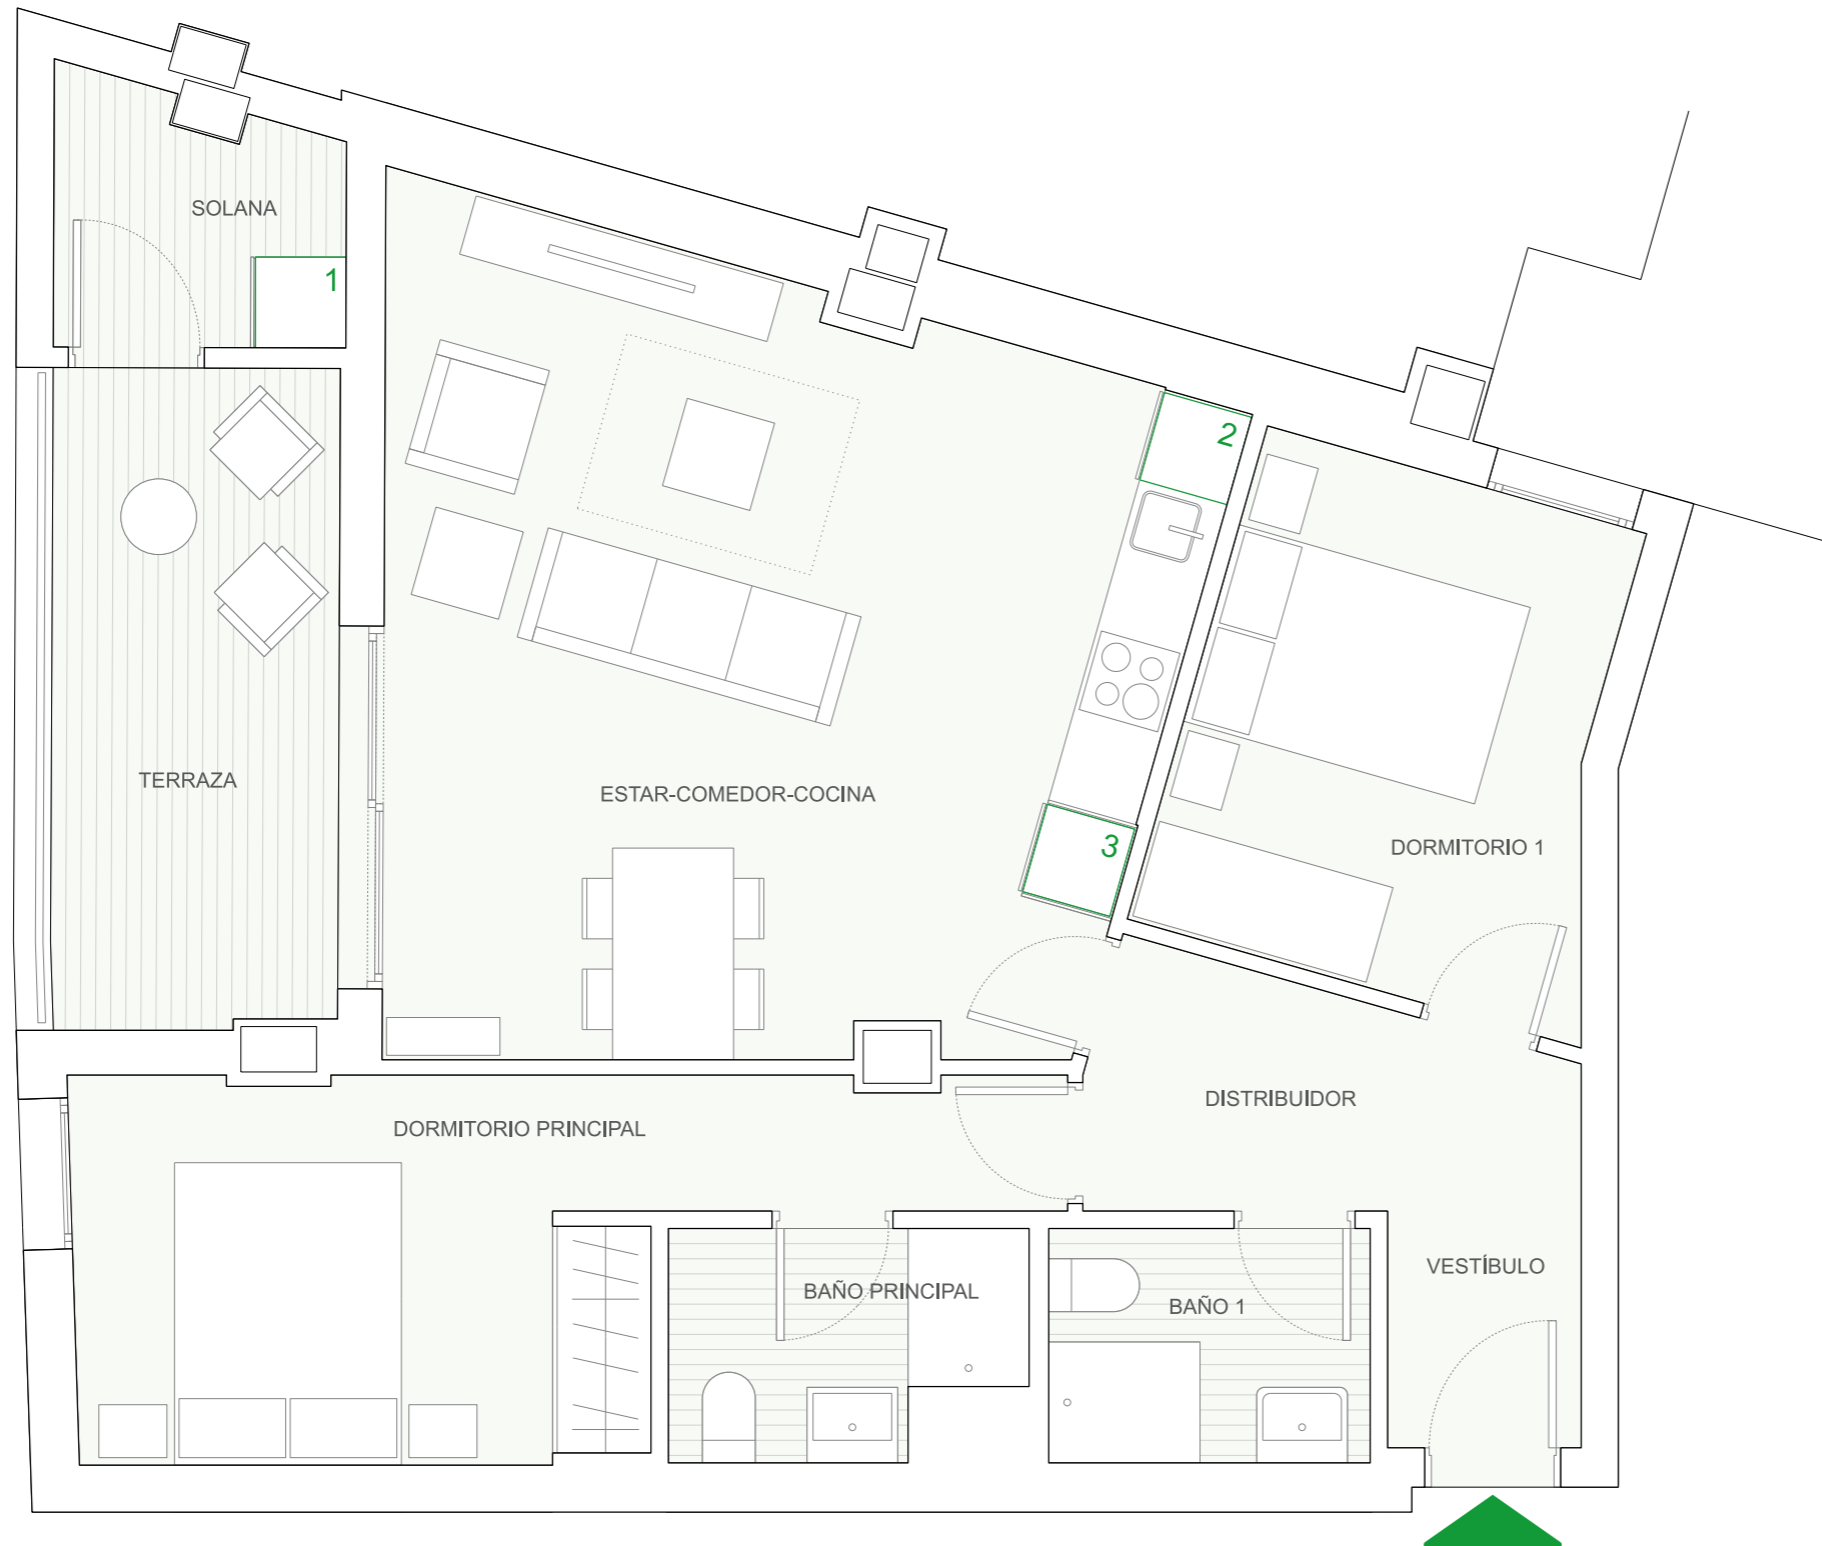 SOLANA
1
2
TERRAZA
ESTAR-COMEDOR-COCINA
3
DORMITORIO 1
DISTRIBUIDOR
DORMITORIO PRINCIPAL
VESTÍBULO
BAÑO PRINCIPAL
BAÑO 1